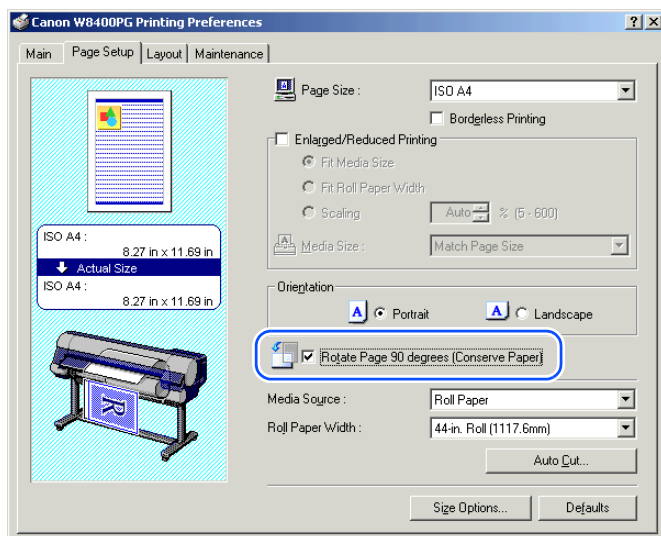 Canon W8400PG Printing Preferences
Main Page Setup Layout Maintenance
Page Size :
ISO A4
Borderless Printing
Enlarged/Reduced Printing
Fit Media Size
Fit Roll Paper Width
Scaling
Auto
% (5 - 600)
Media Size :
Match Page Size
ISO A4 :
8.27 in x 11.69 in
Actual Size
ISO A4 :
8.27 in x 11.69 in
Orientation
A Portrait
A Landscape
Rotate Page 90 degrees (Conserve Paper)
R
Media Source :
Roll Paper
Roll Paper Width :
44-in. Roll (1117.6mm)
Auto Cut...
Size Options...
Defaults